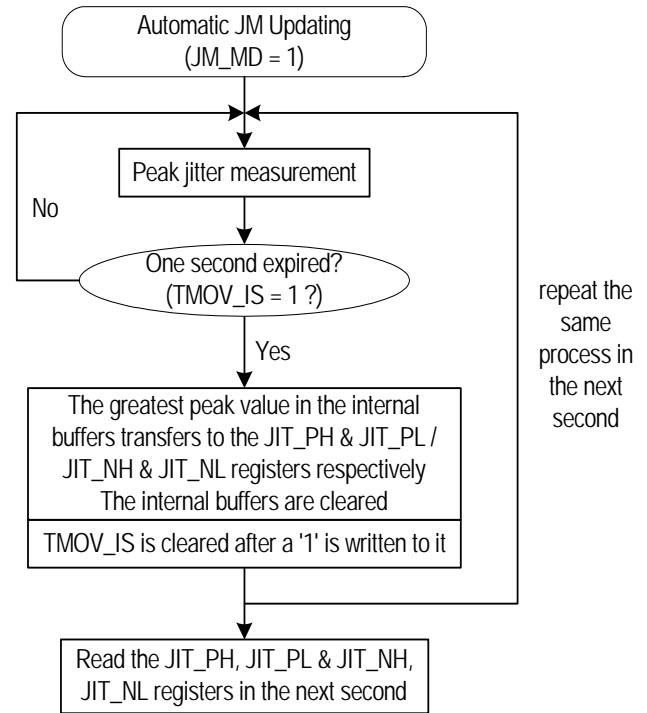 Automatic JM Updating
(JM_MD = 1)
Peak jitter measurement
No
One second expired?
(TMOV_IS = 1 ?)
repeat the
same
process in
the next
second
Yes
The greatest peak value in the internal
buffers transfers to the JIT_PH & JIT_PL /
JIT_NH & JIT_NL registers respectively
The internal buffers are cleared
TMOV_IS is cleared after a '1' is written to it
Read the JIT_PH, JIT_PL & JIT_NH,
JIT_NL registers in the next second